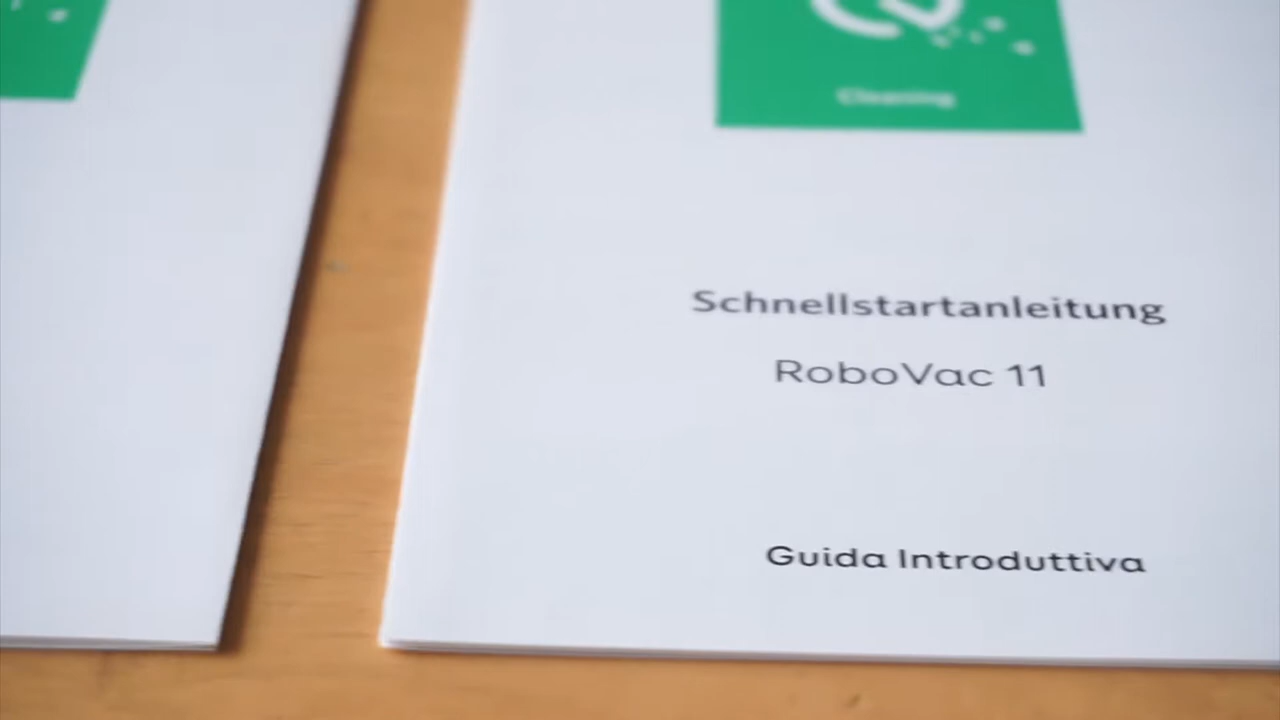 Cleaning
Schnellstartanleitung
RoboVac 11
Guida Introduttiva